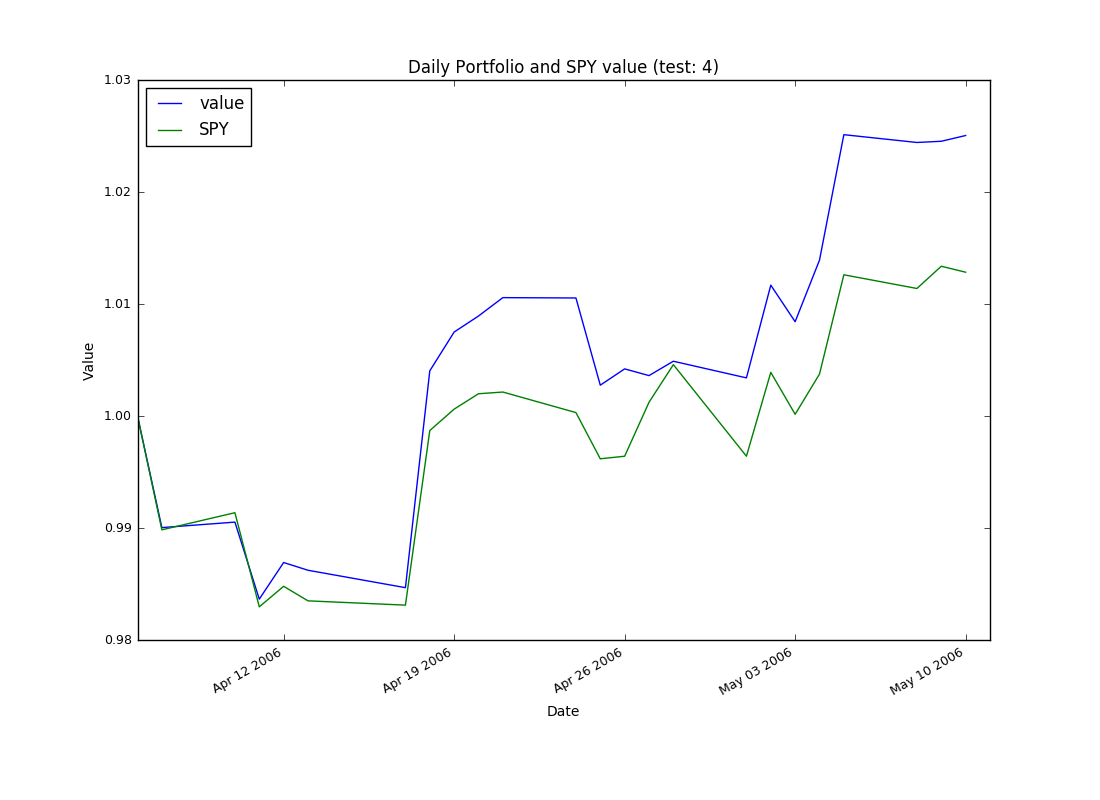 Daily Portfolio and SPY value (test: 4)
1.03
value
SPY
1.02
1.01
Value
1.00
0.99
0.98
Apr 12 2006
Apr 19 2006
Apr 26 2006
May 03 2006
May 10 2006
Date